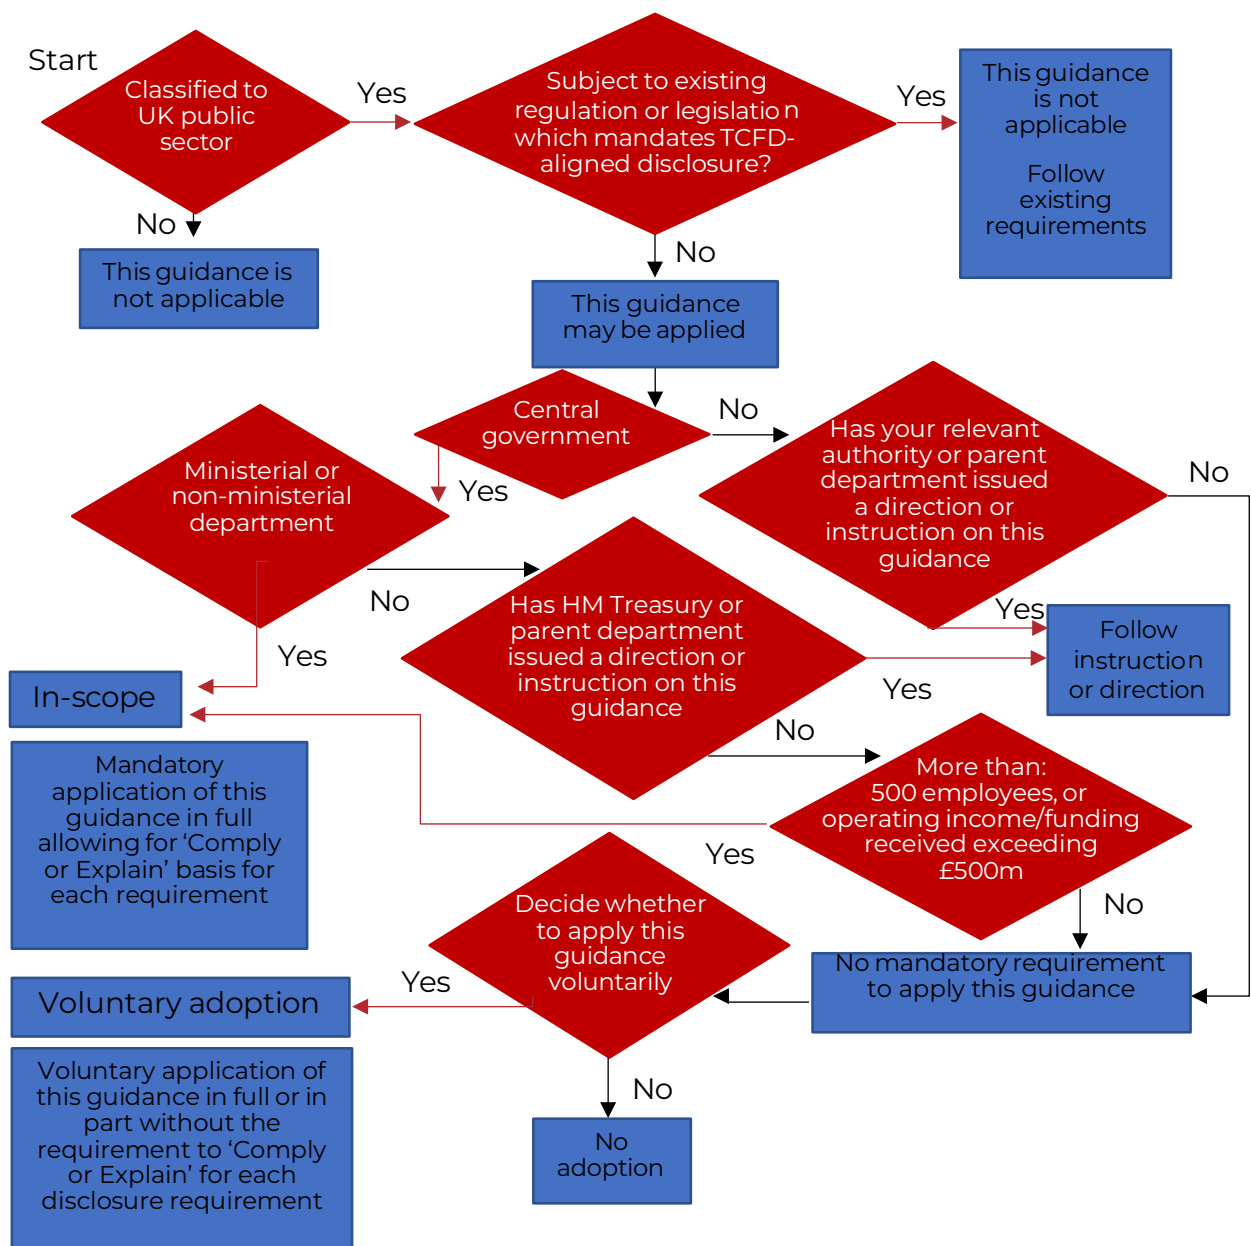 Start
Classified to
UK public
sector
Yes
Subject to existing
regulation or legislation
which mandates TCFD-
aligned disclosure?
Yes
This guidance
is not
applicable
Follow
existing
requirements
No
This guidance is
not applicable
No
This guidance
may be applied
Central
government
No
Has your relevant
authority or parent
department issued
a direction or
instruction on this
guidance
No
Yes
Ministerial or
non-ministerial
department
No
Has HM Treasury or
parent department
issued a direction or
instruction on this
guidance
Yes
Follow
instruction
or direction
Yes
Yes
In-scope
Mandatory
application of this
guidance in full
allowing for ‘Comply
or Explain’ basis for
each requirement
No
More than:
500 employees, or
operating income/funding
received exceeding
£500m
Yes
No
No mandatory requirement
to apply this guidance
Decide whether
to apply this
guidance
voluntarily
Yes
Voluntary adoption
Voluntary application of
this guidance in full or in
part without the
requirement to ‘Comply
or Explain’ for each
disclosure requirement
No
No
adoption